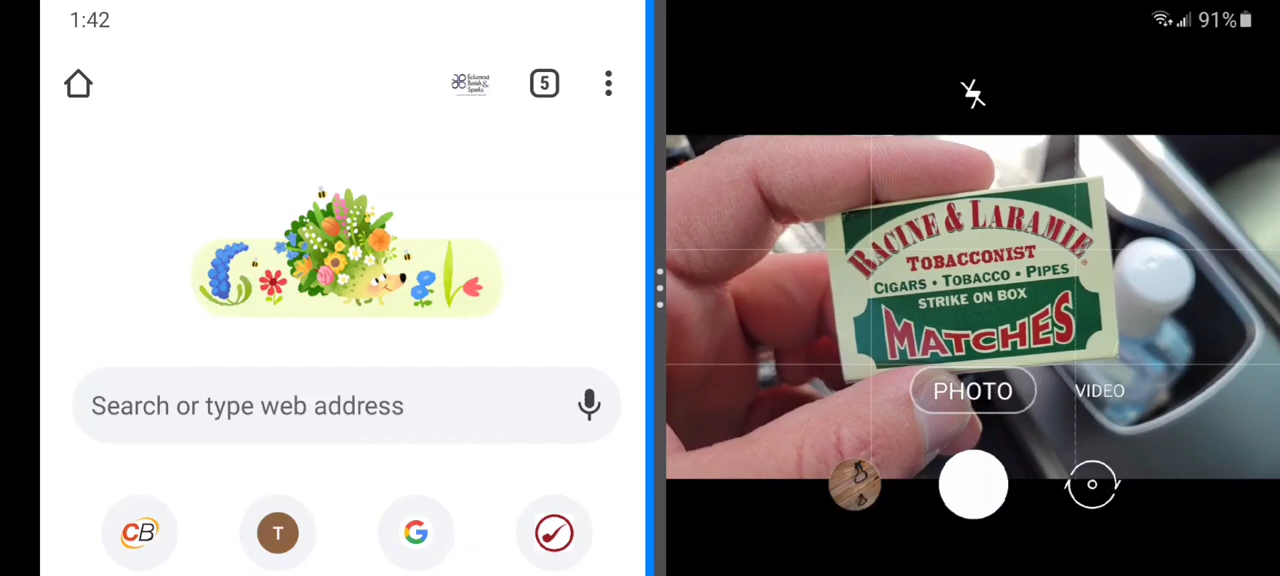 1:42
5
Search or type web address
CB
T
G
91%
RACINE & LARAMIE
TOBACCONIST
CIGARS • TOBACCO • PIPES
STRIKE ON BOX
MATCHES
PHOTO
VIDEO